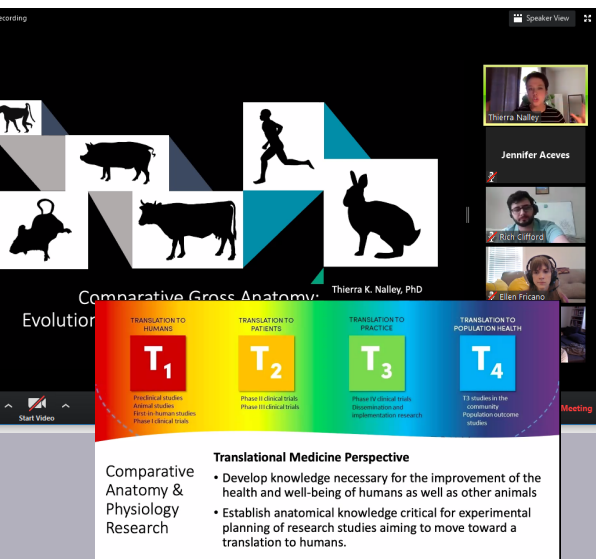 ecording
Speaker View
Thierra Nalley
Jennifer Aceves
Rich Clifford
Ellen Fricano
Thierra K. Nalley, PhD
Comparative Gross Anatomy:
Evolution
TRANSLATION TO
HUMANS
T1
Preclinical studies
Animal studies
First-in-human studies
Phase I clinical trials
TRANSLATION TO
PATIENTS
T2
Phase II clinical trials
Phase III clinical trials
TRANSLATION TO
PRACTICE
T3
Phase IV clinical trials
Dissemination and
implementation research
TRANSLATION TO
POPULATION HEALTH
T4
T3 studies in the
community
Population outcome
studies
Start Video
Meeting
Comparative
Anatomy &
Physiology
Research
Translational Medicine Perspective
• Develop knowledge necessary for the improvement of the
health and well-being of humans as well as other animals
• Establish anatomical knowledge critical for experimental
planning of research studies aiming to move toward a
translation to humans.